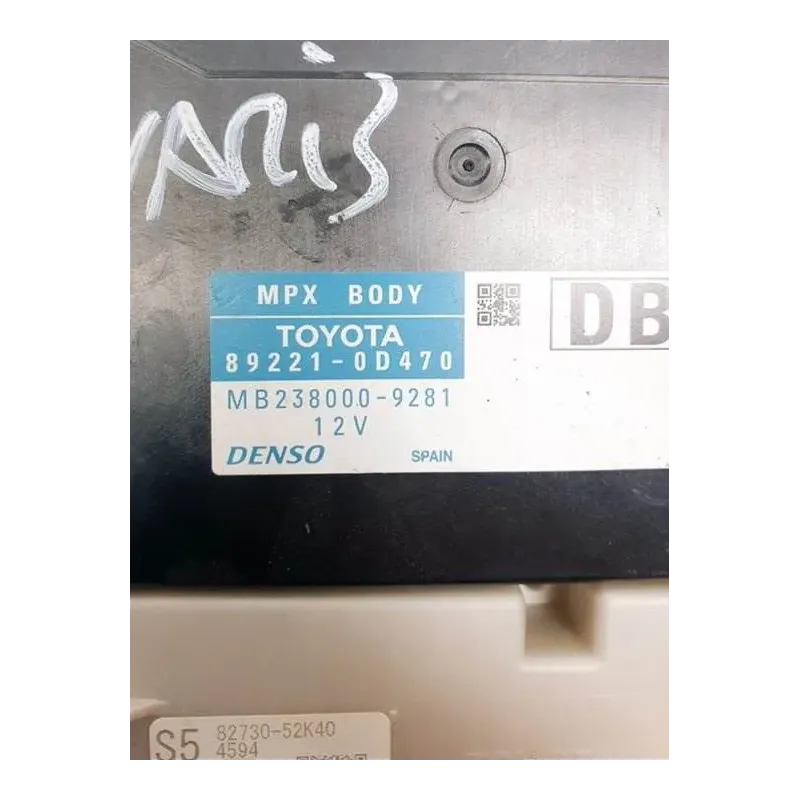 YARIS
MPX BODY
TOYOTA
89221-0D470
MB238000-9281
12V
DENSO SPAIN
DB
S5
82730-52K40
4594